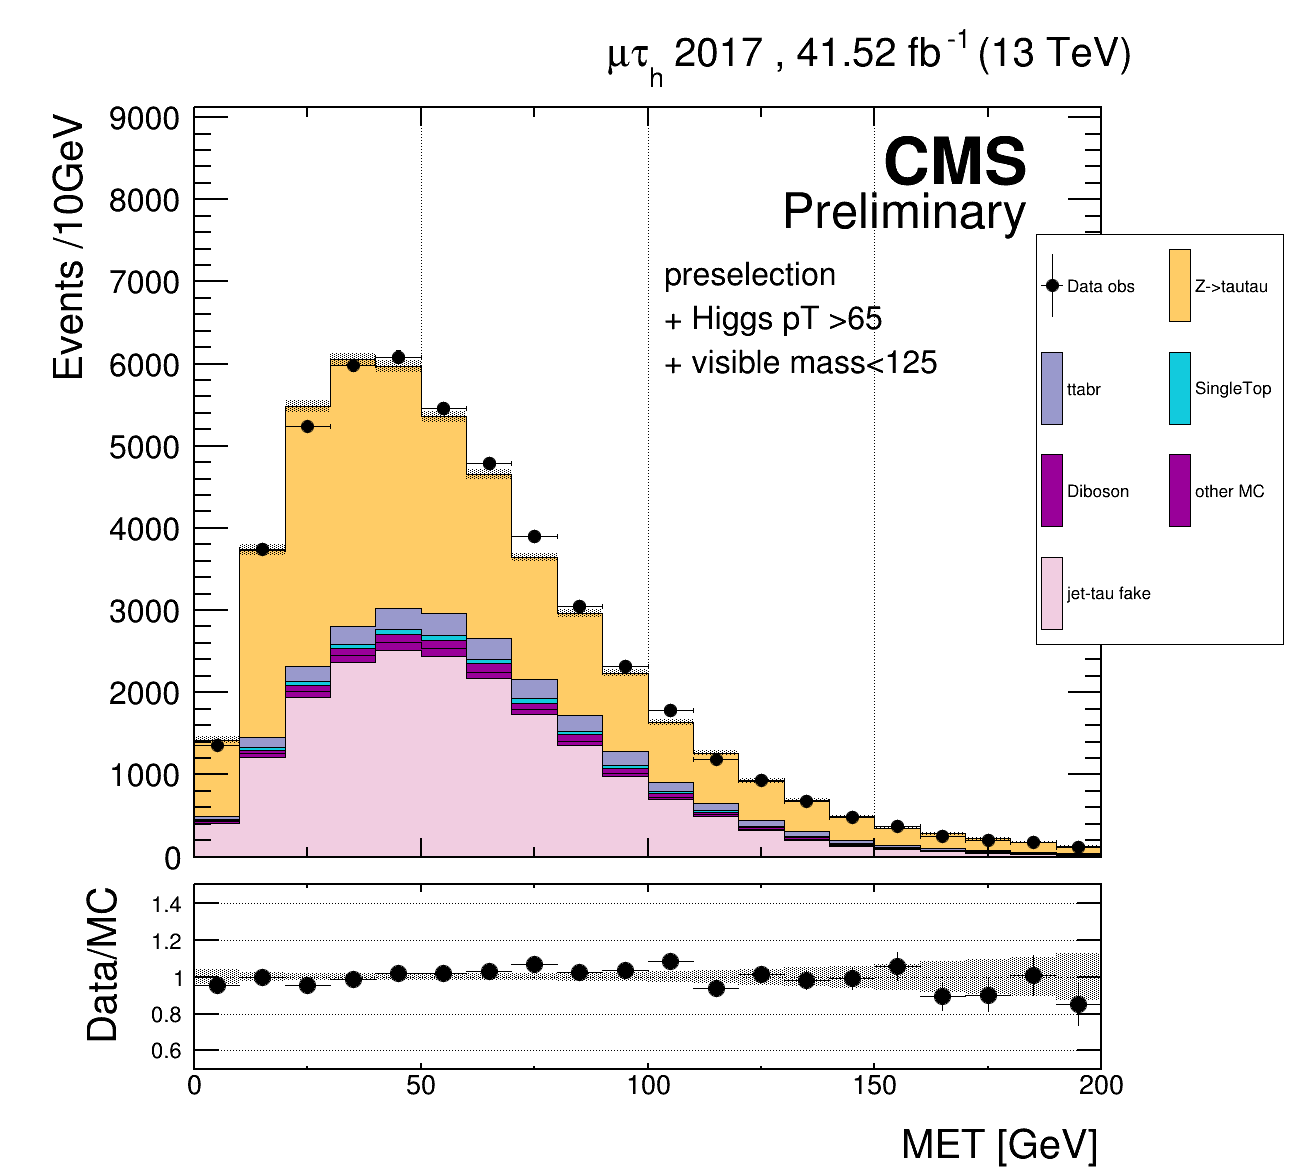 μτh 2017 , 41.52 fb-1 (13 TeV)
CMS
Preliminary
preselection
+ Higgs pT >65
+ visible mass<125
Events /10GeV
9000
8000
7000
6000
5000
4000
3000
2000
1000
0
Data obs
Z->tautau
ttabr
SingleTop
Diboson
other MC
jet-tau fake
Data/MC
1.4
1.2
1
0.8
0.6
0 50 100 150 200
MET [GeV]